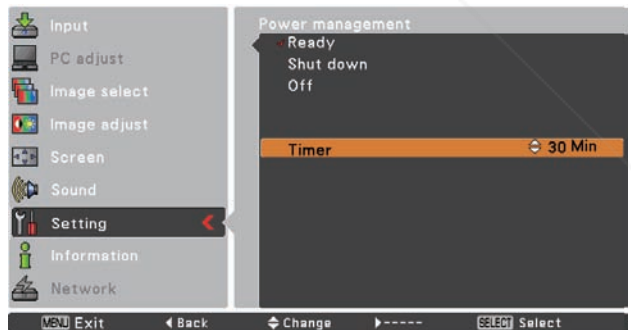 Input
PC adjust
Image select
Image adjust
Screen
Sound
Setting
Information
Network
Power management
Ready
Shut down
Off
Timer 30 Min
MENU Exit Back Change ----- SELECT Select